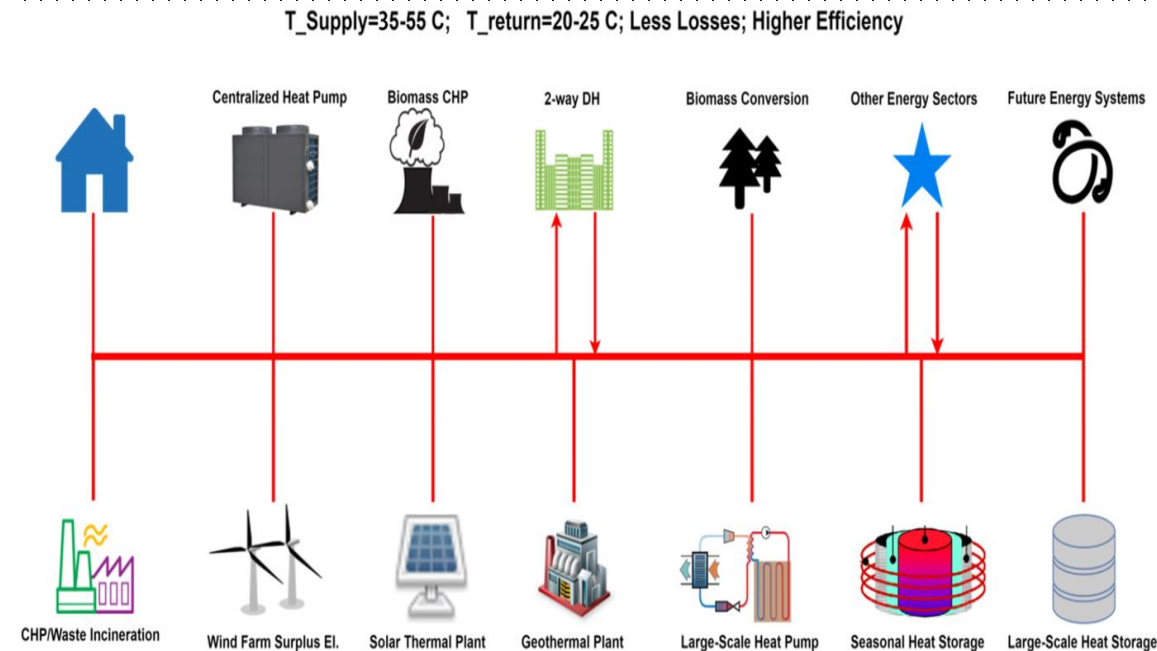 T_Supply=35-55 C; T_return=20-25 C; Less Losses; Higher Efficiency
Centralized Heat Pump
Biomass CHP
2-way DH
Biomass Conversion
Other Energy Sectors
Future Energy Systems
CHP/Waste Incineration
Wind Farm Surplus El.
Solar Thermal Plant
Geothermal Plant
Large-Scale Heat Pump
Seasonal Heat Storage
Large-Scale Heat Storage